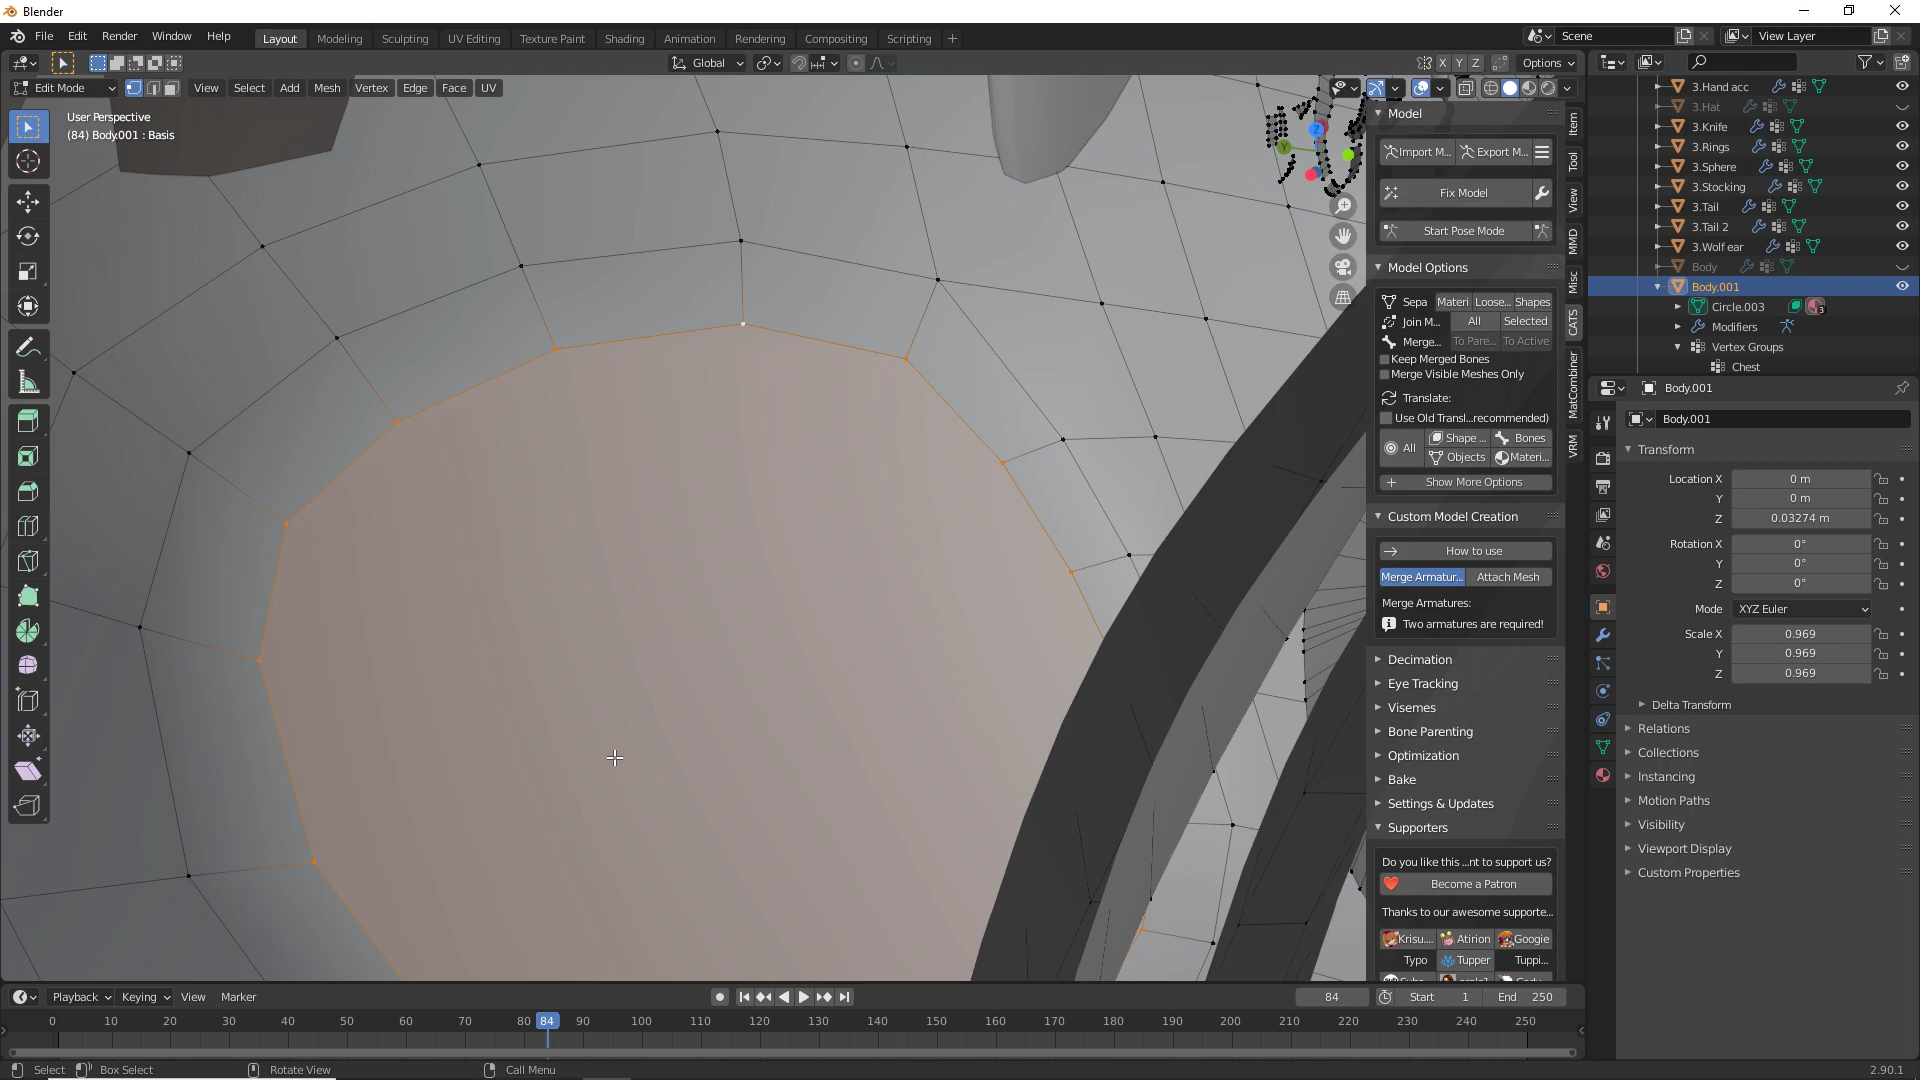 Blender
File Edit Render Window Help
Layout Modeling Sculpting UV Editing Texture Paint Shading Animation Rendering Compositing Scripting +
Scene View Layer
Global X Y Z Options
Edit Mode View Select Add Mesh Vertex Edge Face UV
User Perspective
(84) Body.001 : Basis
Z
Y
Model
Import M... Export M...
Fix Model
Start Pose Mode
Model Options
Sepa Materi Loose... Shapes
Join M... All Selected
Merge... To Pare... To Active
Keep Merged Bones
Merge Visible Meshes Only
Translate:
Use Old Transl...recommended)
All Shape ... Bones
Objects Materi...
Show More Options
Custom Model Creation
How to use
Merge Armatur... Attach Mesh
Merge Armatures:
Two armatures are required!
Decimation
Eye Tracking
Visemes
Bone Parenting
Optimization
Bake
Settings & Updates
Supporters
Do you like this ...nt to support us?
Become a Patron
Thanks to our awesome supporte...
Krisu.... Atirion Googie
Typo Tupper Tuppi...
Item
Tool
View
MMD
Misc
CATS
MatCombiner
VRM
3.Hand acc
3.Hat
3.Knife
3.Rings
3.Sphere
3.Stocking
3.Tail
3.Tail 2
3.Wolf ear
Body
Body.001
Circle.003 3
Modifiers
Vertex Groups
Chest
Body.001
Body.001
Transform
Location X 0 m
Y 0 m
Z 0.03274 m
Rotation X 0°
Y 0°
Z 0°
Mode XYZ Euler
Scale X 0.969
Y 0.969
Z 0.969
Delta Transform
Relations
Collections
Instancing
Motion Paths
Visibility
Viewport Display
Custom Properties
Playback Keying View Marker 84 Start 1 End 250
0 10 20 30 40 50 60 70 80 84 90 100 110 120 130 140 150 160 170 180 190 200 210 220 230 240 250
Select Box Select Rotate View Call Menu 2.90.1